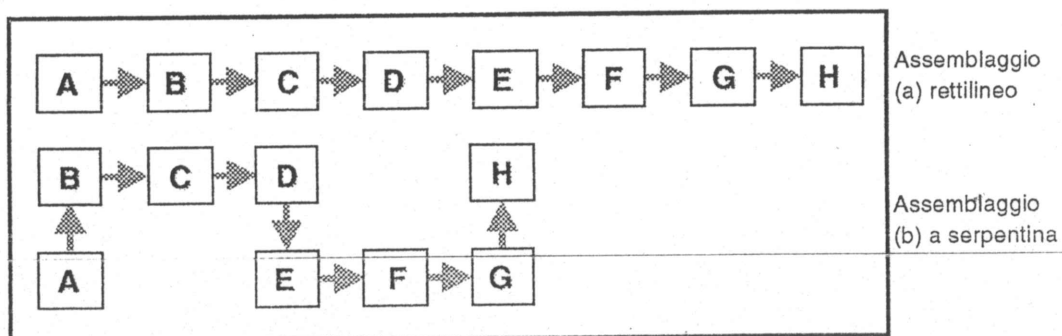 A B C D E F G H
Assemblaggio
(a) rettilineo
B C D H
Assemblaggio
(b) a serpentina
A E F G